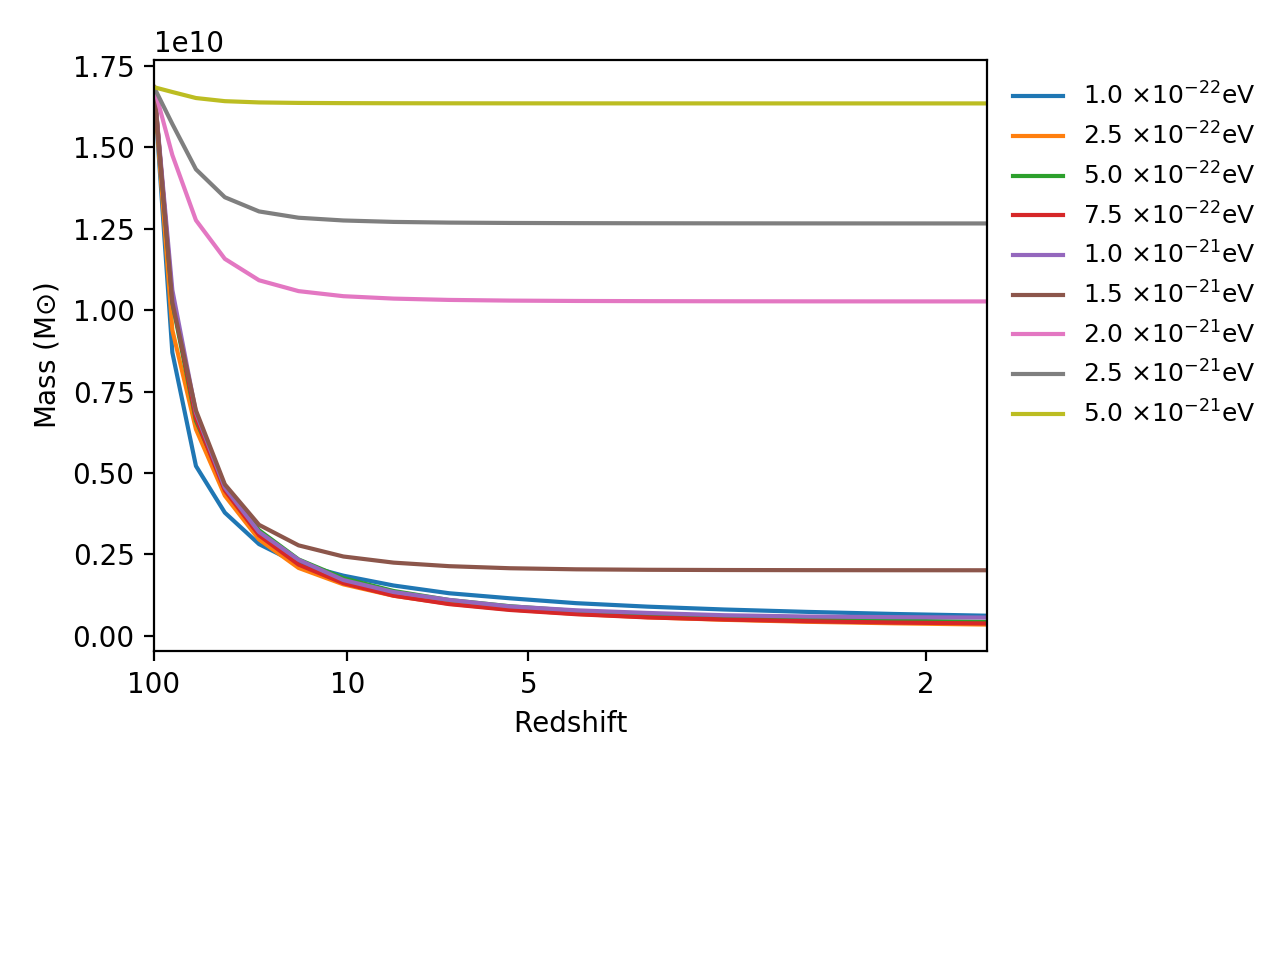 1e10
1.75
1.50
1.25
1.00
0.75
0.50
0.25
0.00
Mass (M⊙)
100
10
5
2
Redshift
1.0 ×10⁻²²eV
2.5 ×10⁻²²eV
5.0 ×10⁻²²eV
7.5 ×10⁻²²eV
1.0 ×10⁻²¹eV
1.5 ×10⁻²¹eV
2.0 ×10⁻²¹eV
2.5 ×10⁻²¹eV
5.0 ×10⁻²¹eV